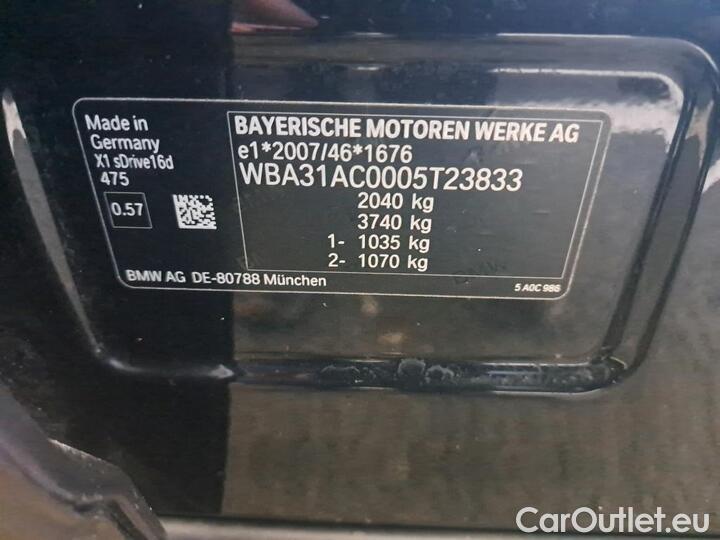 Made in
Germany
X1 sDrive16d
475
0.57
BAYERISCHE MOTOREN WERKE AG
e1*2007/46*1676
WBA31AC0005T23833
2040 kg
3740 kg
1- 1035 kg
2- 1070 kg
BMW AG DE-80788 München
5 A0C 986
CarOutlet.eu